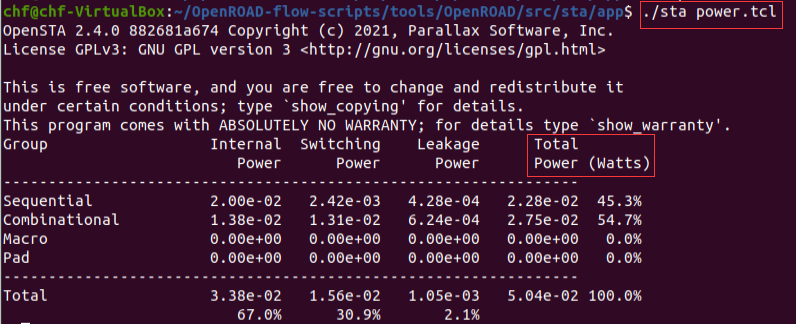 chf@chf-VirtualBox:~/OpenROAD-flow-scripts/tools/OpenROAD/src/sta/app$ ./sta power.tcl
OpenSTA 2.4.0 882681a674 Copyright (c) 2021, Parallax Software, Inc.
License GPLv3: GNU GPL version 3 <http://gnu.org/licenses/gpl.html>

This is free software, and you are free to change and redistribute it
under certain conditions; type `show_copying' for details.
This program comes with ABSOLUTELY NO WARRANTY; for details type `show_warranty'.
Group                  Internal  Switching    Leakage      Total
                          Power      Power      Power      Power (Watts)
----------------------------------------------------------------
Sequential             2.00e-02   2.42e-03   4.28e-04   2.28e-02  45.3%
Combinational          1.38e-02   1.31e-02   6.24e-04   2.75e-02  54.7%
Macro                  0.00e+00   0.00e+00   0.00e+00   0.00e+00   0.0%
Pad                    0.00e+00   0.00e+00   0.00e+00   0.00e+00   0.0%
----------------------------------------------------------------
Total                  3.38e-02   1.56e-02   1.05e-03   5.04e-02 100.0%
                          67.0%      30.9%       2.1%